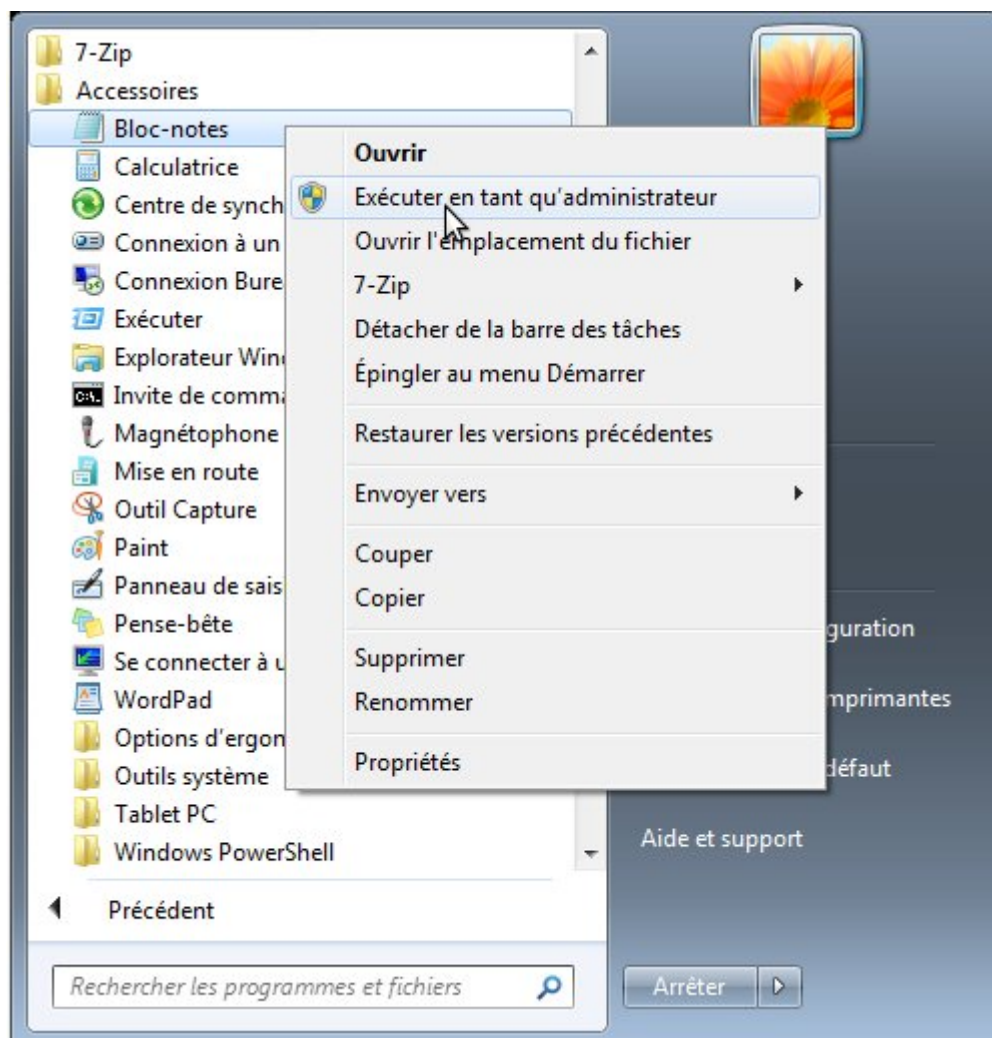 7-Zip
Accessoires
Bloc-notes
Calculatrice
Centre de synch
Connexion à un
Connexion Bure
Exécuter
Explorateur Wind
Invite de comma
Magnétophone
Mise en route
Outil Capture
Paint
Panneau de sais
Pense-bête
Se connecter à u
WordPad
Options d'ergon
Outils système
Tablet PC
Windows PowerShell
Précédent
Rechercher les programmes et fichiers
Ouvrir
Exécuter en tant qu'administrateur
Ouvrir l'emplacement du fichier
7-Zip
Détacher de la barre des tâches
Épingler au menu Démarrer
Restaurer les versions précédentes
Envoyer vers
Couper
Copier
Supprimer
Renommer
Propriétés
guration
mprimantes
défaut
Aide et support
Arrêter